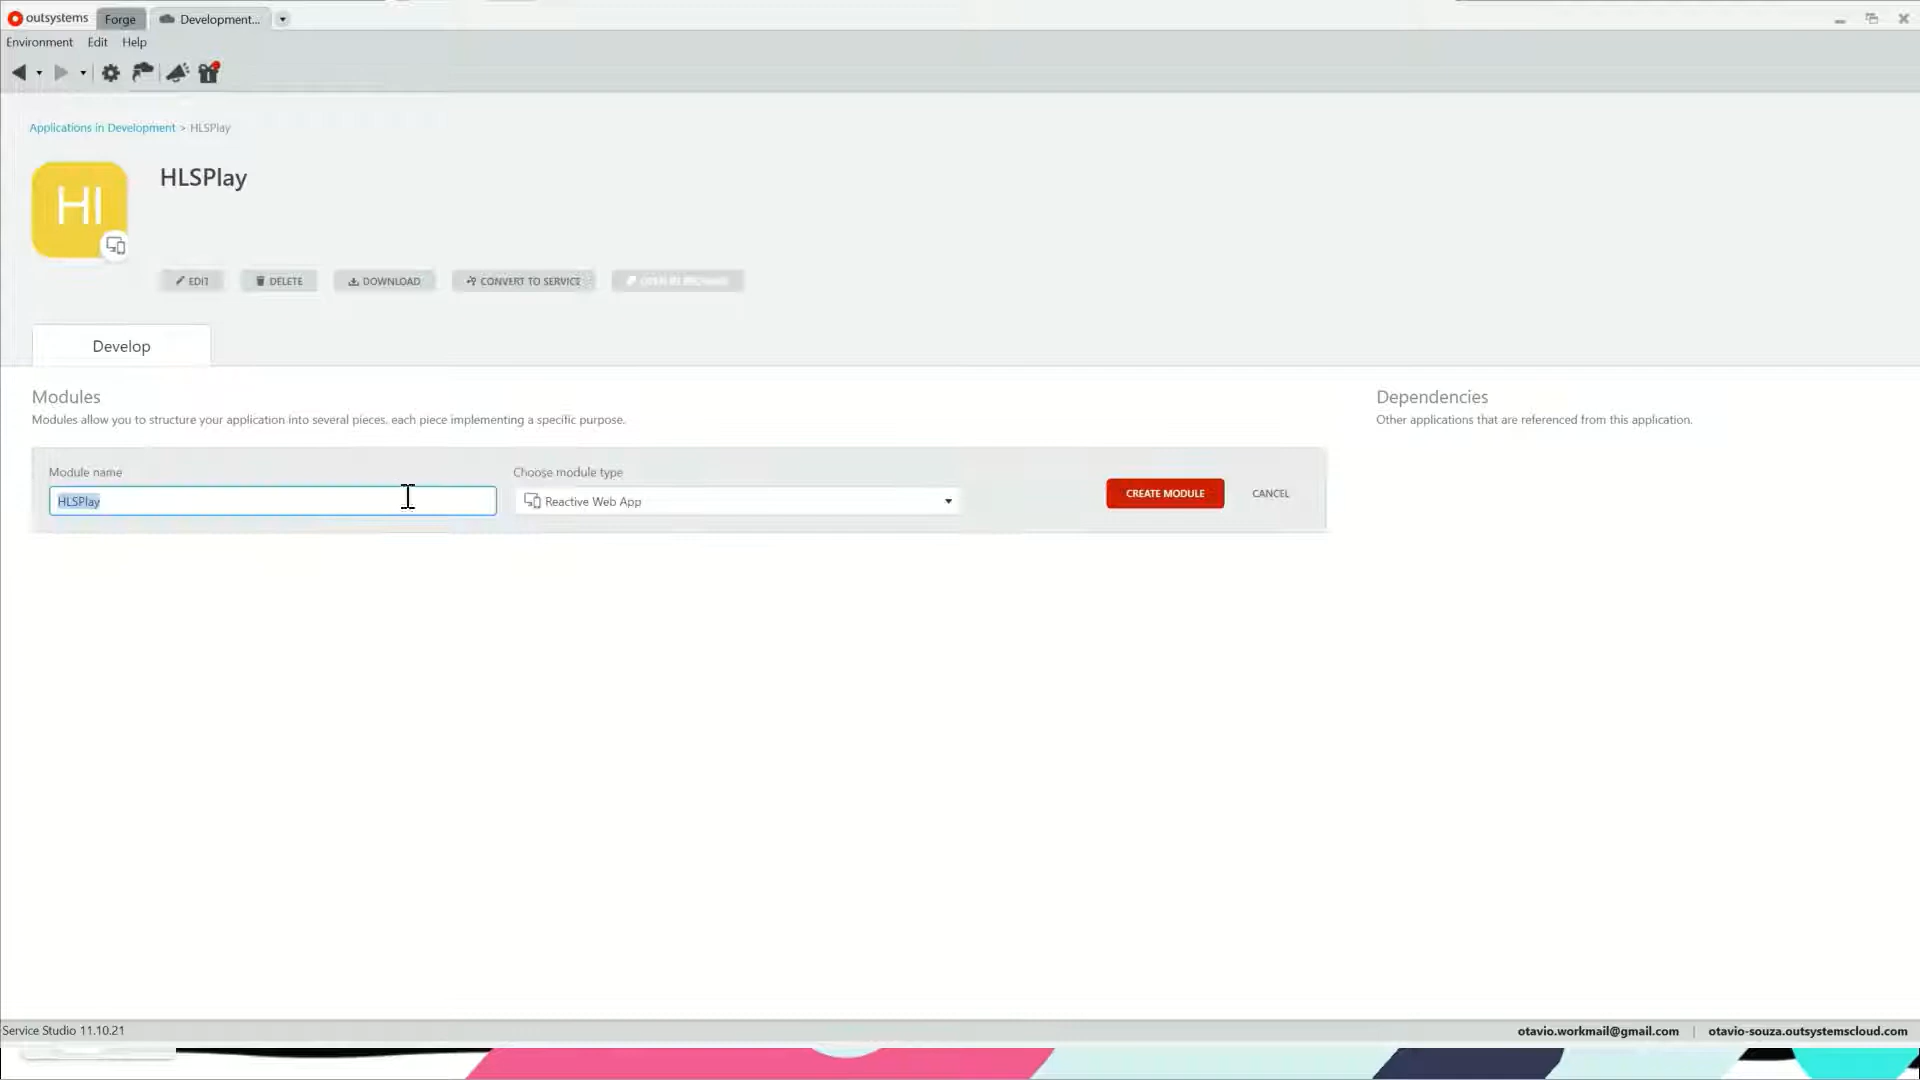 outsystems Forge Development...
Environment Edit Help
Applications in Development > HLSPlay
HI
HLSPlay
EDIT DELETE DOWNLOAD CONVERT TO SERVICE OPEN IN BROWSER
Develop
Modules
Modules allow you to structure your application into several pieces, each piece implementing a specific purpose.
Dependencies
Other applications that are referenced from this application.
Module name
Choose module type
HLSPlay
Reactive Web App
CREATE MODULE
CANCEL
Service Studio 11.10.21
otavio.workmail@gmail.com | otavio-souza.outsystemscloud.com